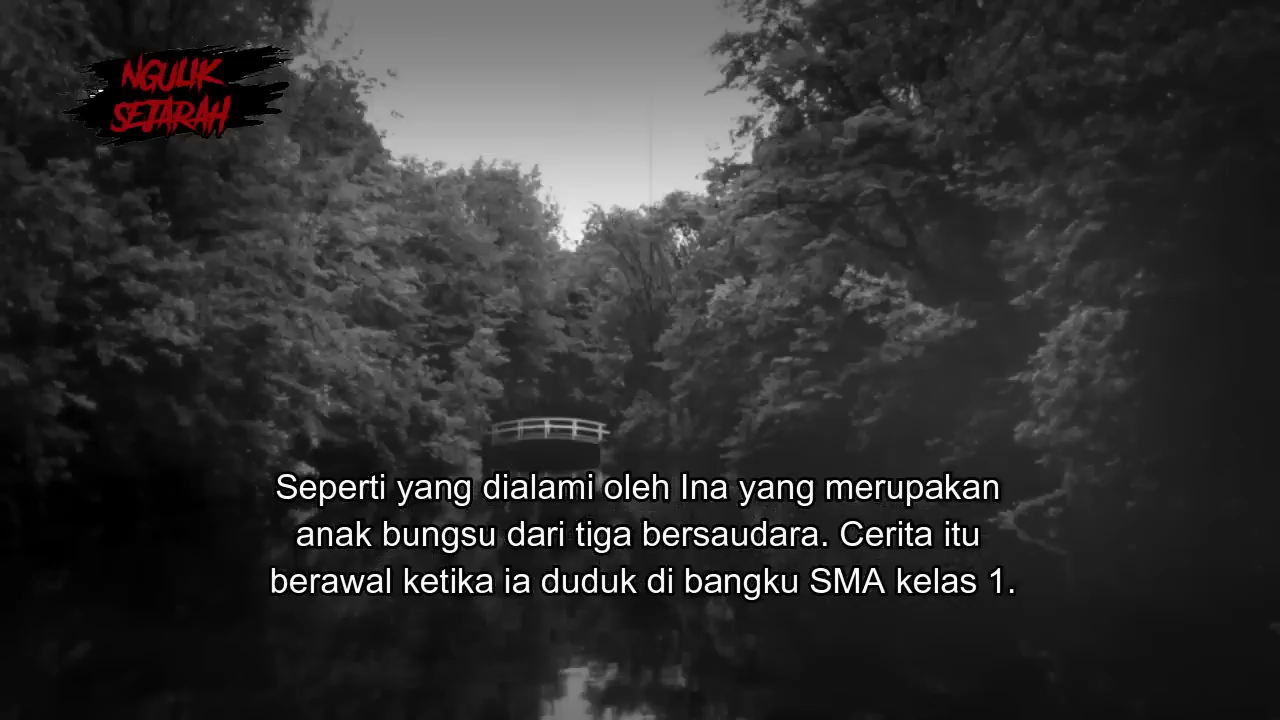 NGULIK
SEJARAH
Seperti yang dialami oleh Ina yang merupakan
anak bungsu dari tiga bersaudara. Cerita itu
berawal ketika ia duduk di bangku SMA kelas 1.